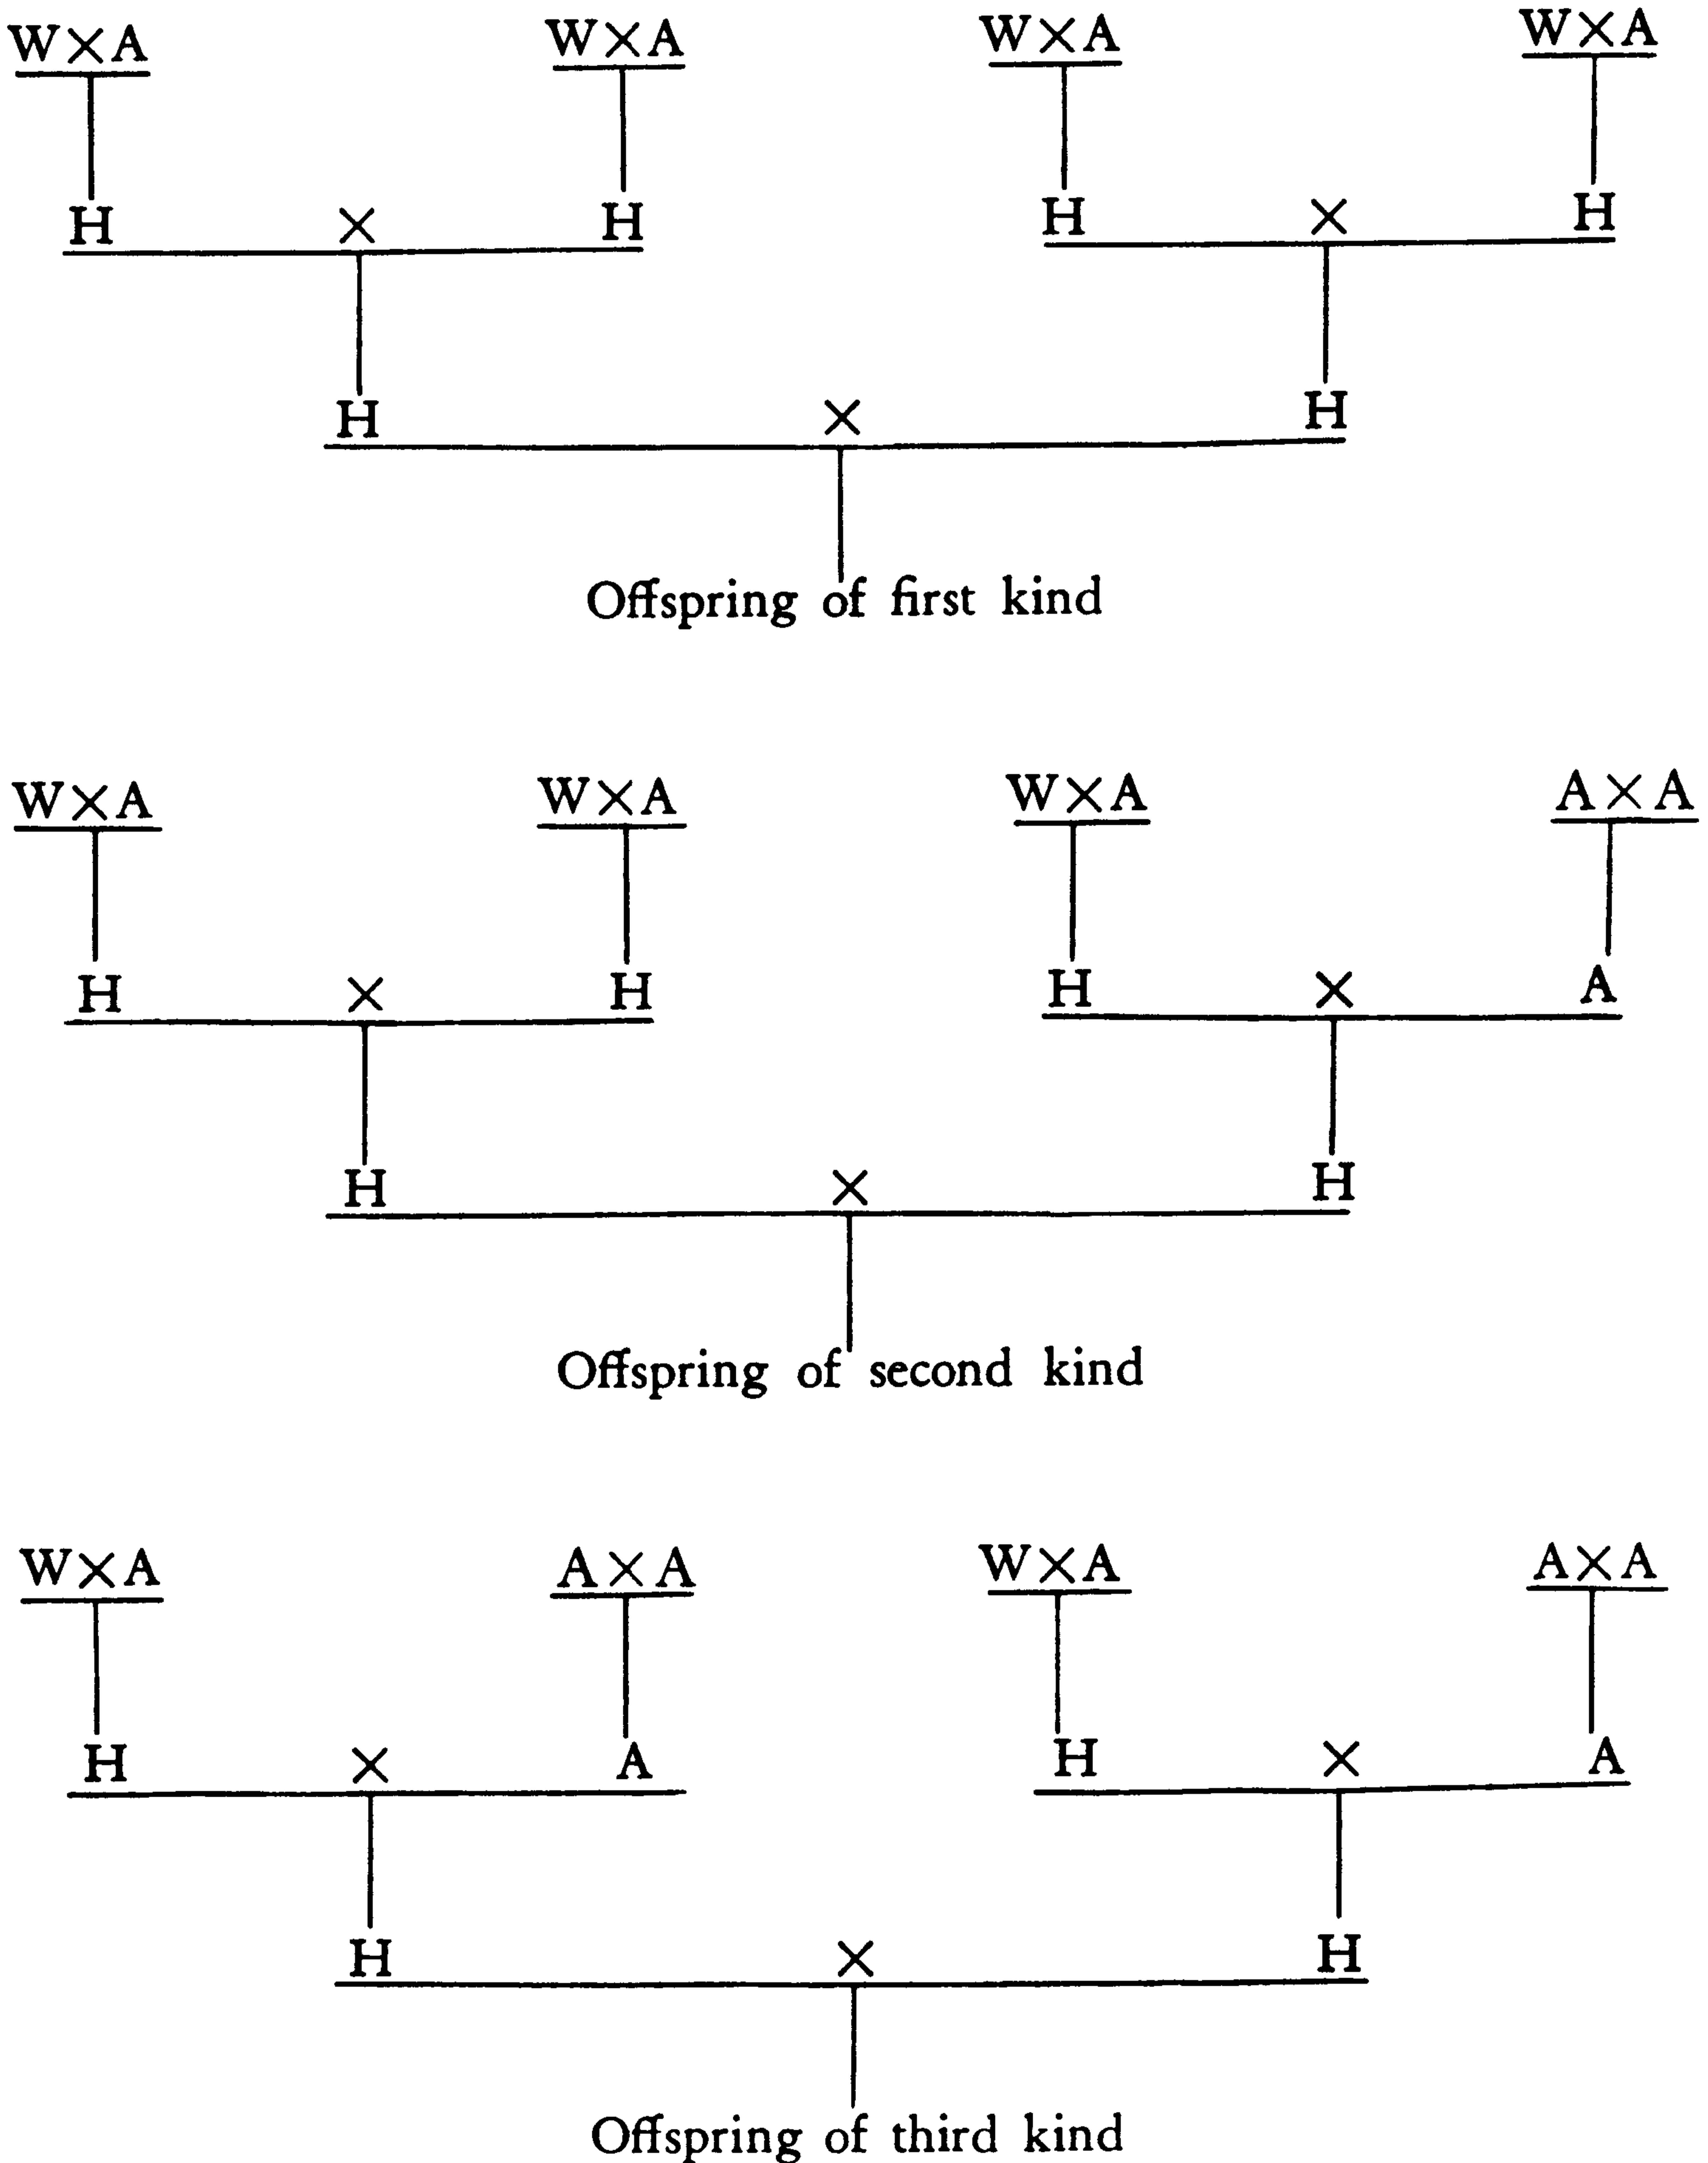 W×A W×A W×A W×A
H × H H × H
H × H
Offspring of first kind
W×A W×A W×A A×A
H × H H × A
H × H
Offspring of second kind
W×A A×A W×A A×A
H × A H × A
H × H
Offspring of third kind